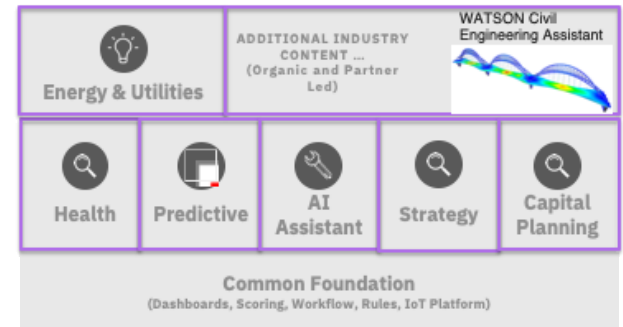 Energy & Utilities
ADDITIONAL INDUSTRY
CONTENT ...
(Organic and Partner
Led)
WATSON Civil
Engineering Assistant
Health
Predictive
AI
Assistant
Strategy
Capital
Planning
Common Foundation
(Dashboards, Scoring, Workflow, Rules, IoT Platform)